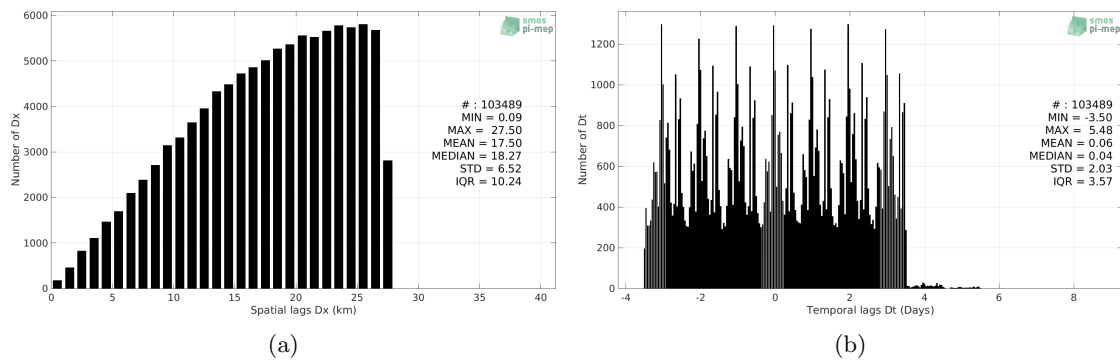 6000
5000
4000
3000
2000
1000
0
Number of Dx
0 5 10 15 20 25 30 35 40
Spatial lags Dx (km)
smos
pi-mep
# : 103489
MIN = 0.09
MAX = 27.50
MEAN = 17.50
MEDIAN = 18.27
STD = 6.52
IQR = 10.24
(a)
1200
1000
800
600
400
200
0
Number of Dt
-4 -2 0 2 4 6 8
Temporal lags Dt (Days)
smos
pi-mep
# : 103489
MIN = -3.50
MAX = 5.48
MEAN = 0.06
MEDIAN = 0.04
STD = 2.03
IQR = 3.57
(b)